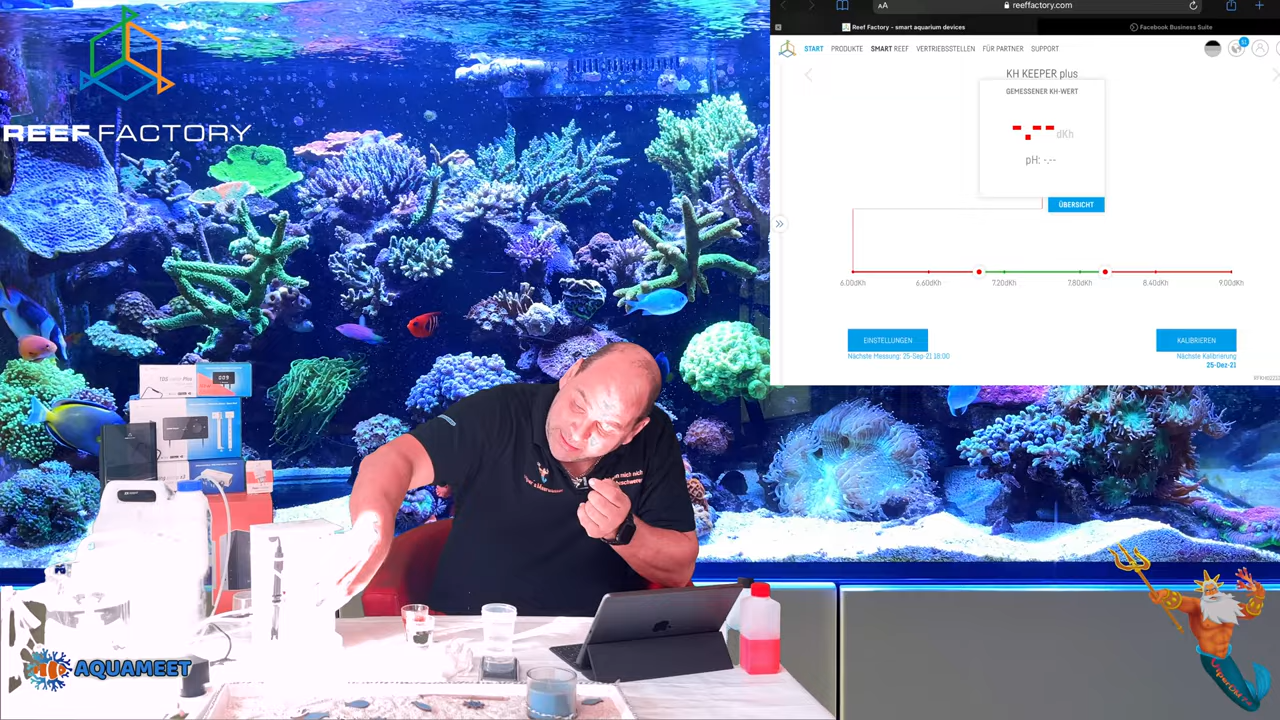 REEF FACTORY
AA
reeffactory.com
Reef Factory - smart aquarium devices
Facebook Business Suite
START
PRODUKTE
SMART REEF
VERTRIEBSSTELLEN
FÜR PARTNER
SUPPORT
51
KH KEEPER plus
GEMESSENER KH-WERT
-.-- dKh
pH: -.--
ÜBERSICHT
6.00dKh
6.60dKh
7.20dKh
7.80dKh
8.40dKh
9.00dKh
EINSTELLUNGEN
KALIBRIEREN
Nächste Messung: 25-Sep-21 18:00
Nächste Kalibrierung
25-Dez-21
AQUAMEET